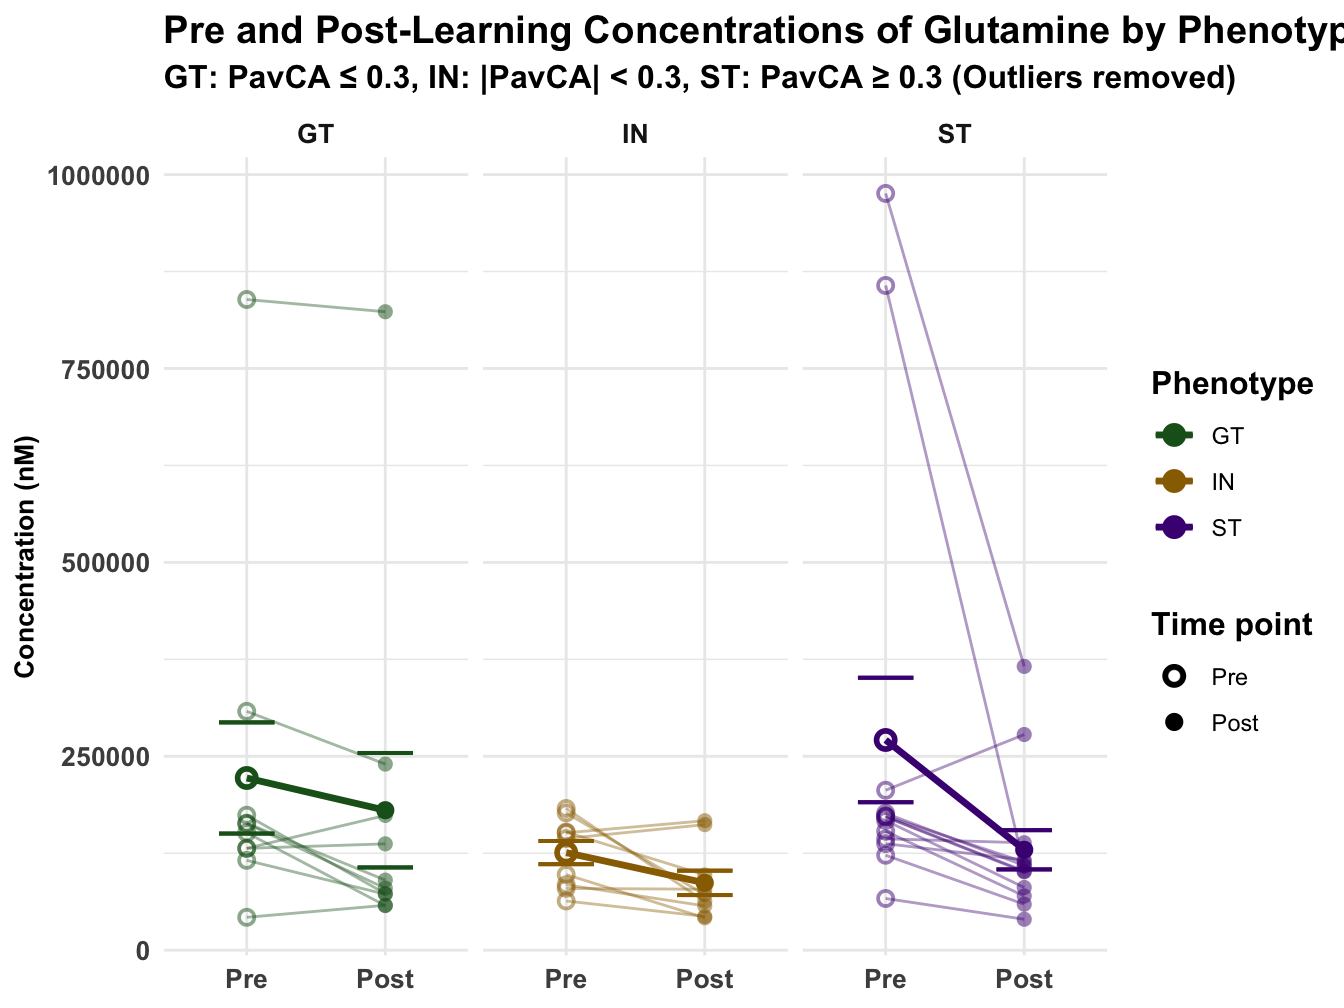 Pre and Post-Learning Concentrations of Glutamine by Phenotyp
GT: PavCA ≤ 0.3, IN: |PavCA| < 0.3, ST: PavCA ≥ 0.3 (Outliers removed)
GT
IN
ST
Concentration (nM)
1000000
750000
500000
250000
0
Pre
Post
Pre
Post
Pre
Post
Phenotype
GT
IN
ST
Time point
Pre
Post